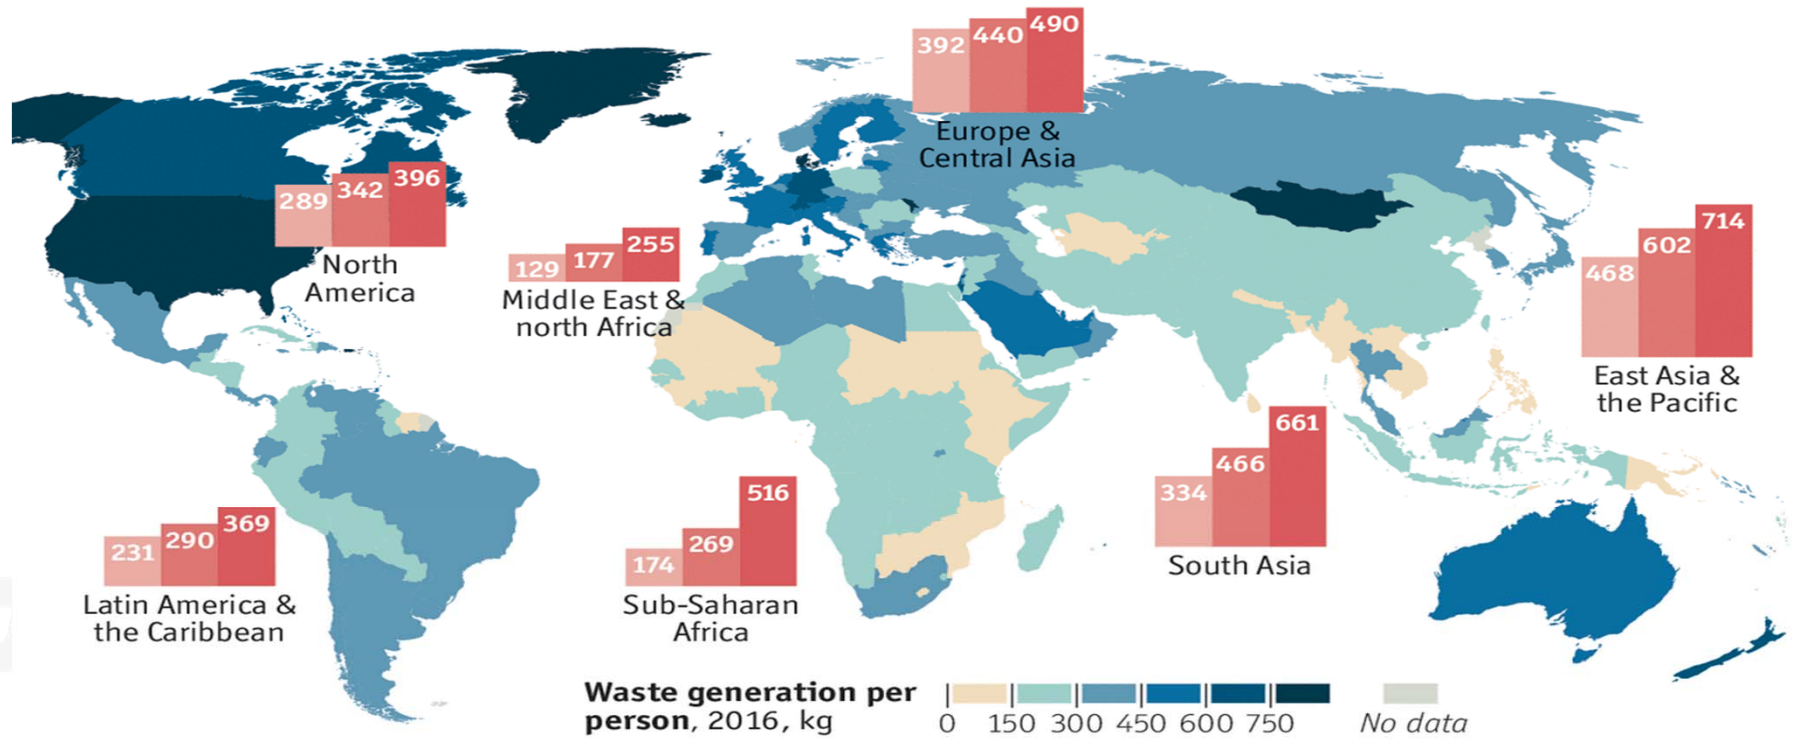 392 440 490
Europe &
Central Asia
289 342 396
North
America
129 177 255
Middle East &
north Africa
468 602 714
East Asia &
the Pacific
334 466 661
South Asia
231 290 369
Latin America &
the Caribbean
174 269 516
Sub-Saharan
Africa
Waste generation per
person, 2016, kg
0 150 300 450 600 750
No data